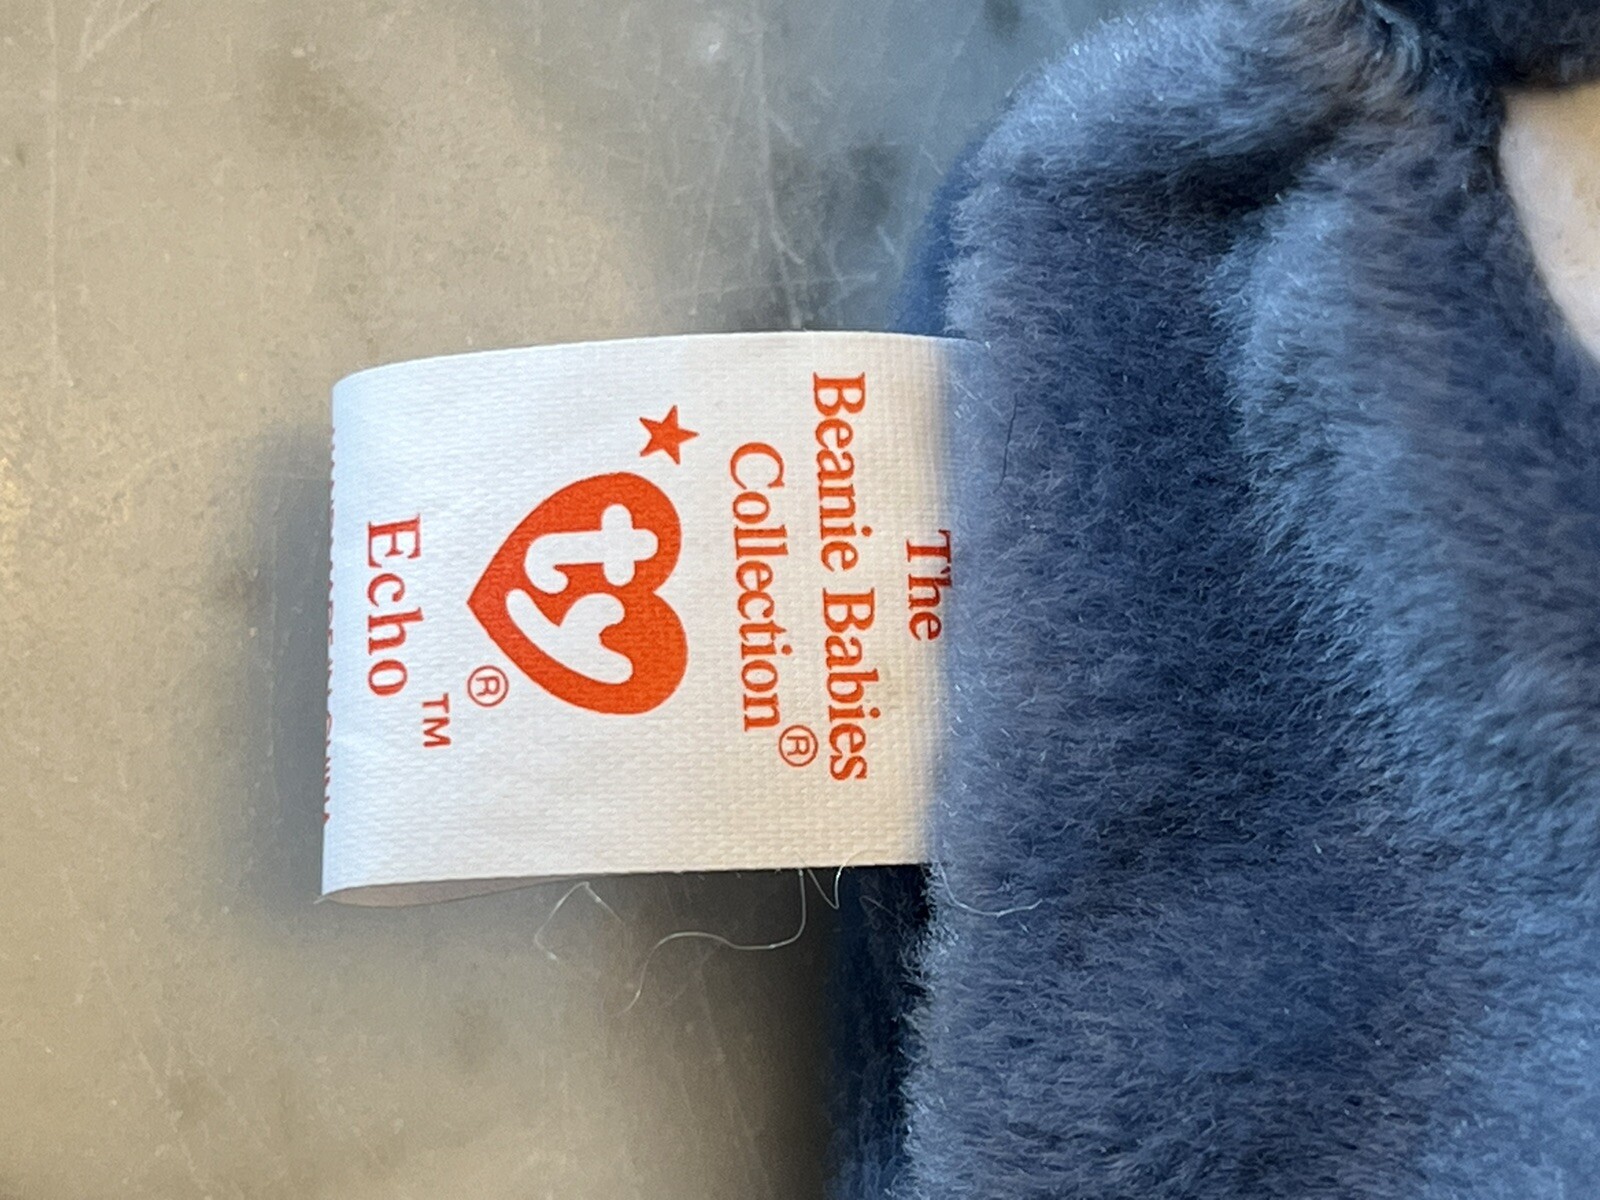 The
Beanie Babies
Collection®
ty
®
Echo™